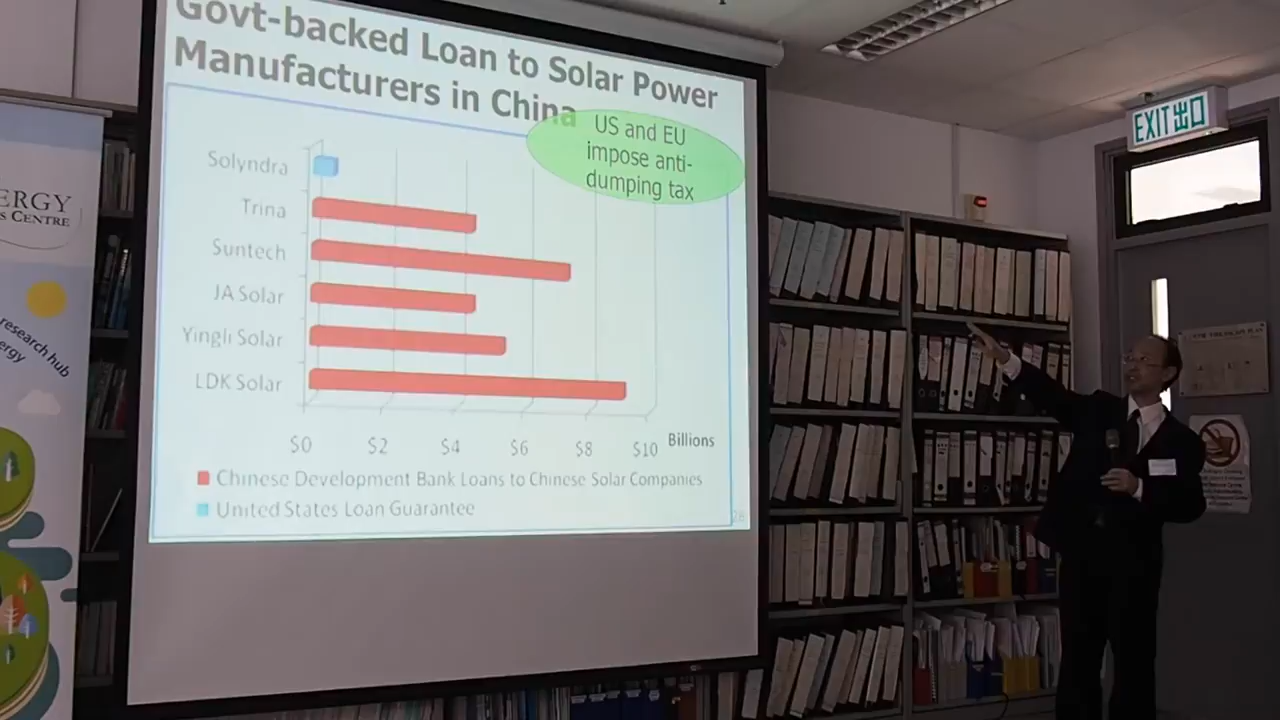 Govt-backed Loan to Solar Power
Manufacturers in China
US and EU
impose anti-
dumping tax
Solyndra
Trina
Suntech
JA Solar
Yingli Solar
LDK Solar
$0 $2 $4 $6 $8 $10 Billions
Chinese Development Bank Loans to Chinese Solar Companies
United States Loan Guarantee
28
ERGY
S CENTRE
research hub
ergy
EXIT 出口